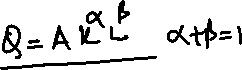 Q = A K^α L^β α+β=1